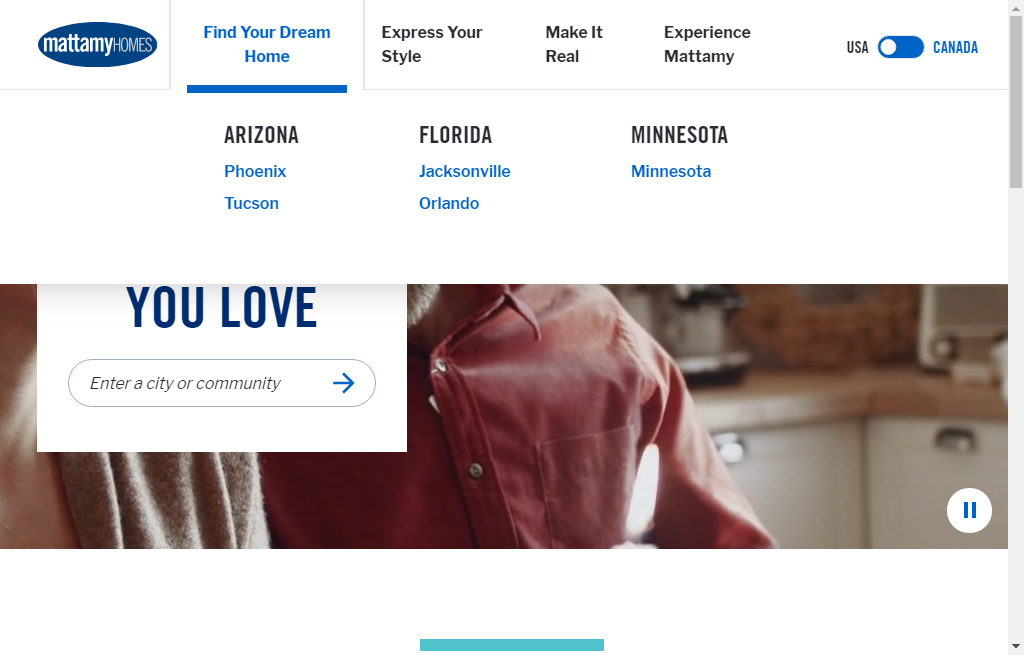 mattamyHOMES
Find Your Dream
Home
Express Your
Style
Make It
Real
Experience
Mattamy
USA
CANADA
ARIZONA
FLORIDA
MINNESOTA
Phoenix
Jacksonville
Minnesota
Tucson
Orlando
YOU LOVE
Enter a city or community